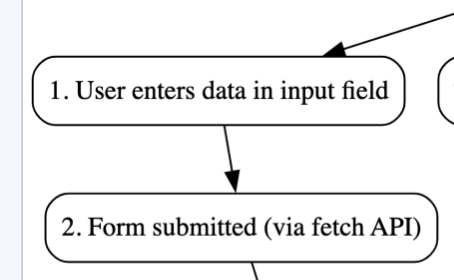 1. User enters data in input field
2. Form submitted (via fetch API)